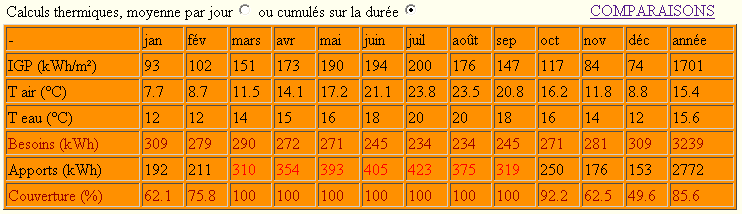 Calculs thermiques, moyenne par jour ou cumulés sur la durée COMPARAISONS
- jan fév mars avr mai juin juil août sep oct nov déc année
IGP (kWh/m²) 93 102 151 173 190 194 200 176 147 117 84 74 1701
T air (°C) 7.7 8.7 11.5 14.1 17.2 21.1 23.8 23.5 20.8 16.2 11.8 8.8 15.4
T eau (°C) 12 12 14 15 16 18 20 20 18 16 14 12 15.6
Besoins (kWh) 309 279 290 272 271 245 234 234 245 271 281 309 3239
Apports (kWh) 192 211 310 354 393 405 423 375 319 250 176 153 2772
Couverture (%) 62.1 75.8 100 100 100 100 100 100 100 92.2 62.5 49.6 85.6